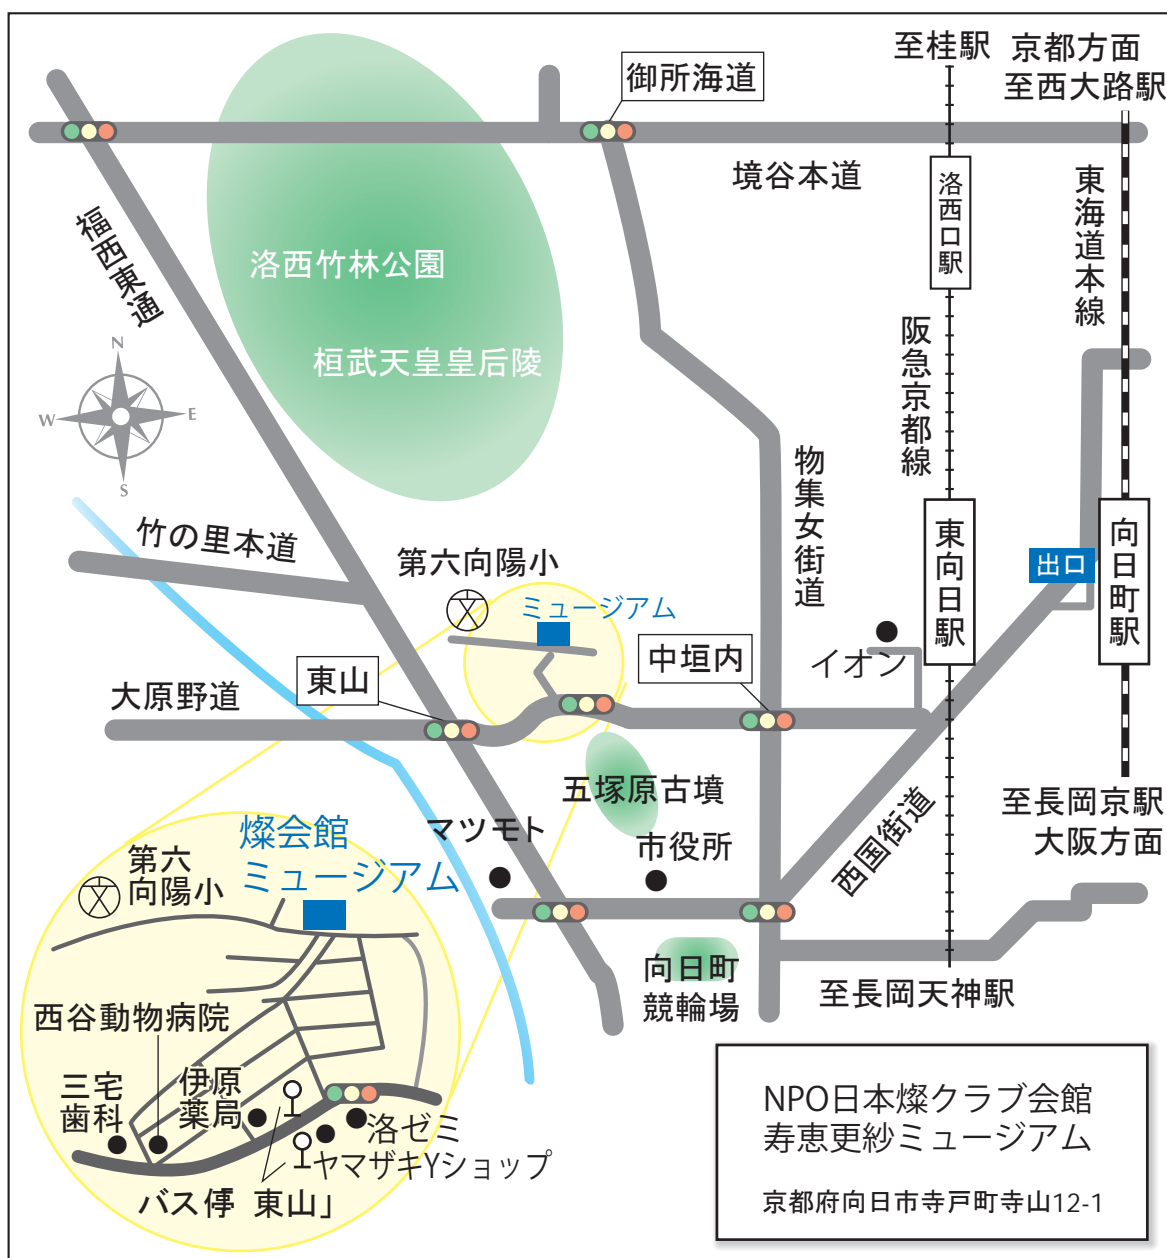 至桂駅
京都方面
至西大路駅
御所海道
境谷本道
洛西口駅
東海道本線
福西東通
洛西竹林公園
桓武天皇皇后陵
阪急京都線
N
W
E
S
物集女街道
竹の里本道
第六向陽小
ミュージアム
東向日駅
出口
向日町駅
イオン
中垣内
東山
大原野道
五塚原古墳
マツモト
市役所
西国街道
至長岡京駅
大阪方面
向日町
競輪場
至長岡天神駅
燦会館
ミュージアム
第六
向陽小
西谷動物病院
三宅
歯科
伊原
薬局
洛ゼミ
ヤマザキYショップ
バス停「東山」
NPO日本燦クラブ会館
寿恵更紗ミュージアム
京都府向日市寺戸町寺山12-1